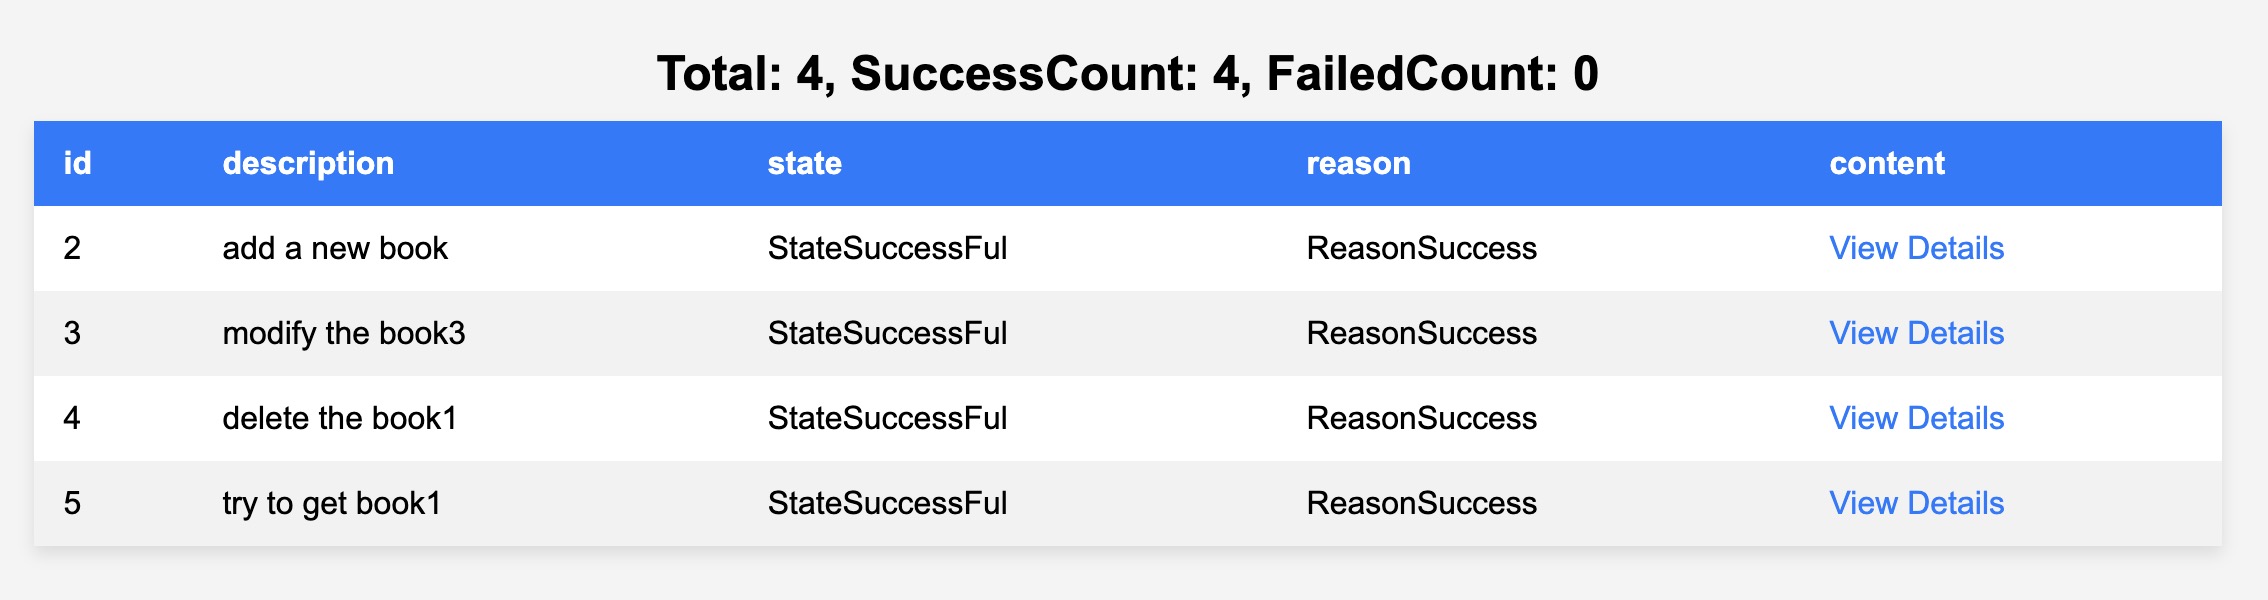 Total: 4, SuccessCount: 4, FailedCount: 0
id description state reason content
2 add a new book StateSuccessFul ReasonSuccess View Details
3 modify the book3 StateSuccessFul ReasonSuccess View Details
4 delete the book1 StateSuccessFul ReasonSuccess View Details
5 try to get book1 StateSuccessFul ReasonSuccess View Details